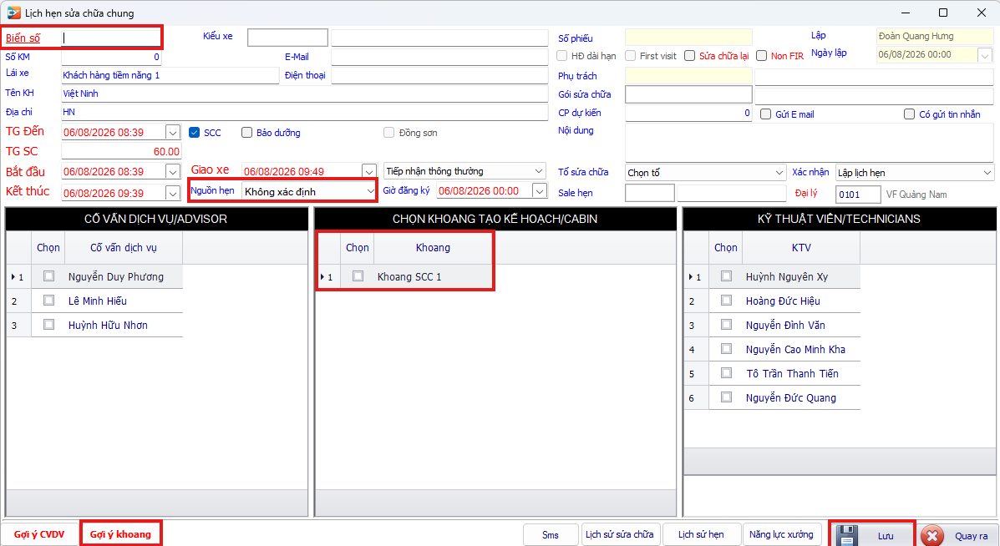 Lịch hẹn sửa chữa chung
Biển số
Kiểu xe
Số phiếu
Lập
Đoàn Quang Hưng
Số KM
0
E-Mail
HĐ dài hạn
First visit
Sửa chữa lại
Non FIR
Ngày lập
06/08/2026 00:00
Lái xe
Khách hàng tiềm năng 1
Điện thoại
Phụ trách
Tên KH
Việt Ninh
Gói sửa chữa
Địa chỉ
HN
CP dự kiến
0
Gửi E mail
Có gửi tin nhắn
TG Đến
06/08/2026 08:39
SCC
Bảo dưỡng
Đồng sơn
Nội dung
TG SC
60.00
Bắt đầu
06/08/2026 08:39
Giao xe
06/08/2026 09:49
Tiếp nhận thông thường
Tổ sửa chữa
Chọn tổ
Xác nhận
Lập lịch hẹn
Kết thúc
06/08/2026 09:39
Nguồn hẹn
Không xác định
Giờ đăng ký
06/08/2026 00:00
Sale hẹn
Đại lý
0101
VF Quảng Nam
CỐ VẤN DỊCH VỤ/ADVISOR
Chọn
Cố vấn dịch vụ
1
Nguyễn Duy Phương
2
Lê Minh Hiếu
3
Huỳnh Hữu Nhơn
CHỌN KHOANG TẠO KẾ HOẠCH/CABIN
Chọn
Khoang
1
Khoang SCC 1
KỸ THUẬT VIÊN/TECHNICIANS
Chọn
KTV
1
Huỳnh Nguyên Xy
2
Hoàng Đức Hiệu
3
Nguyễn Đình Văn
4
Nguyễn Cao Minh Kha
5
Tô Trần Thanh Tiến
6
Nguyễn Đức Quang
Gợi ý CVDV
Gợi ý khoang
Sms
Lịch sử sửa chữa
Lịch sử hẹn
Năng lực xưởng
Lưu
Quay ra